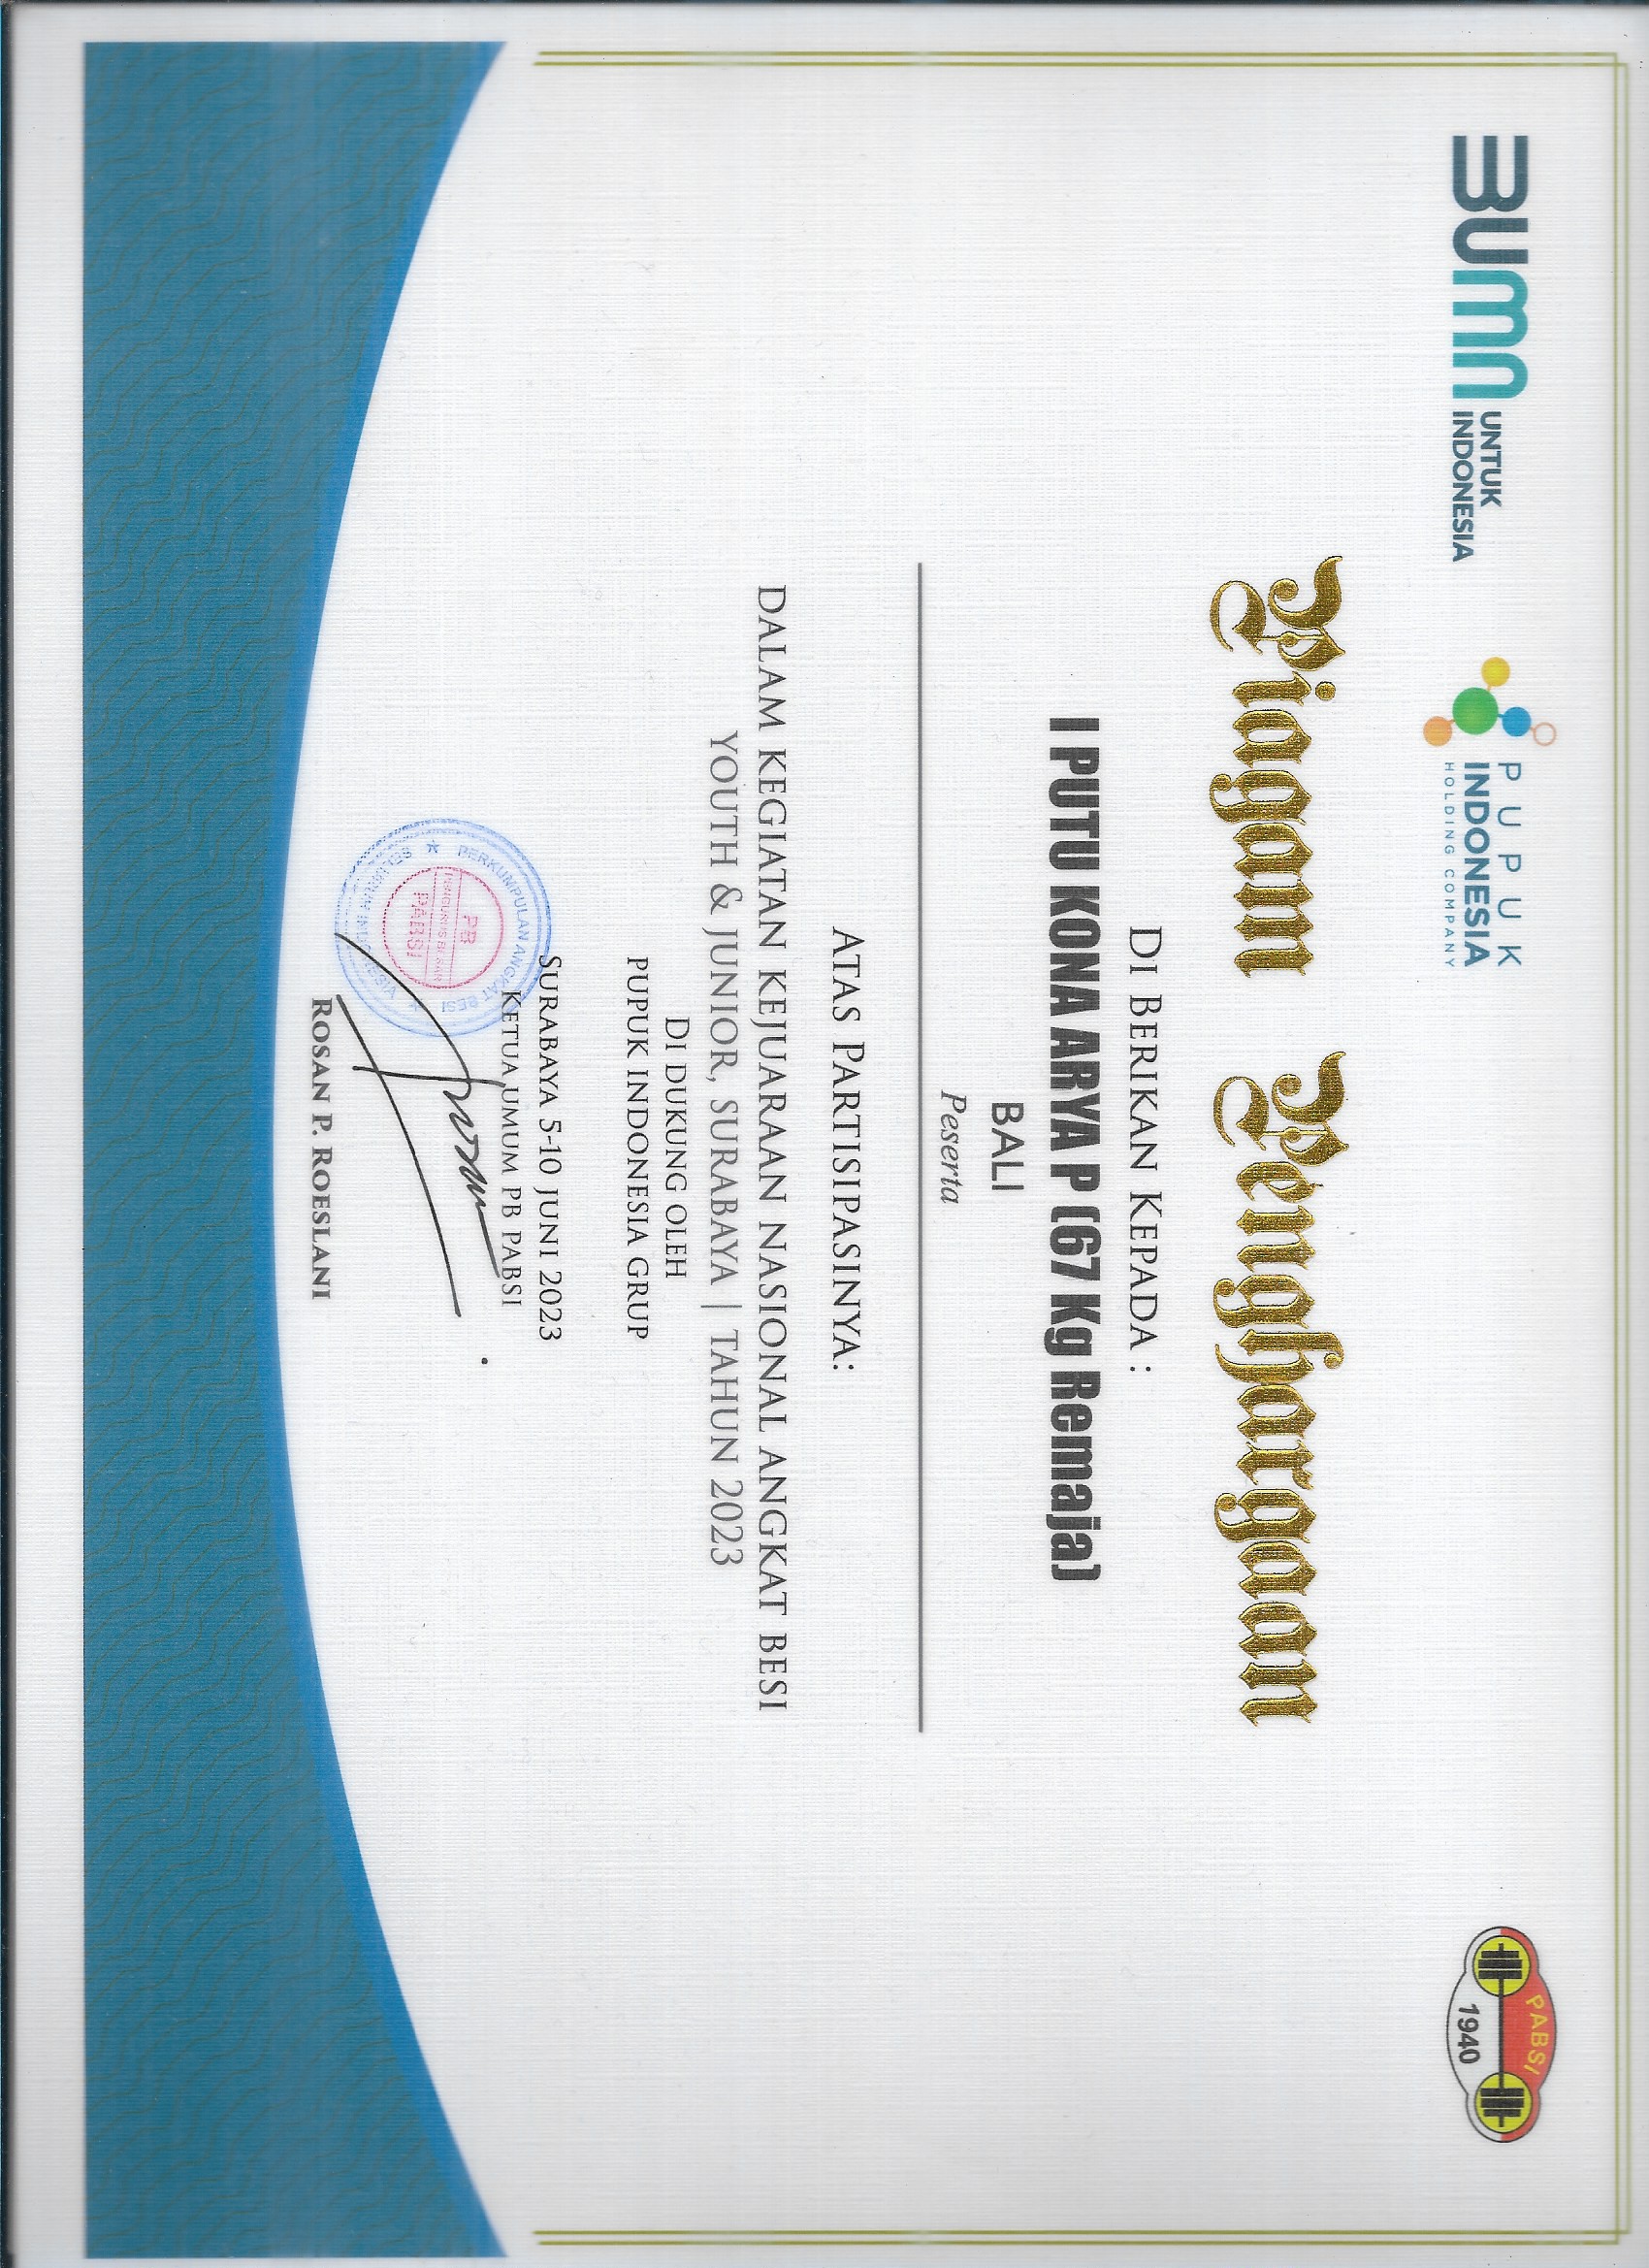 BUMN UNTUK INDONESIA
PUPUK INDONESIA HOLDING COMPANY
PABSI
1940
Piagam Penghargaan
DI BERIKAN KEPADA :
I PUTU KONA ARYA P (67 Kg Remaja)
BALI
Peserta
ATAS PARTISIPASINYA:
DALAM KEGIATAN KEJUARAAN NASIONAL ANGKAT BESI
YOUTH & JUNIOR, SURABAYA | TAHUN 2023
DI DUKUNG OLEH
PUPUK INDONESIA GRUP
SURABAYA 5-10 JUNI 2023
KETUA UMUM PB PABSI
PERKUMPULAN ANGKAT BESI
PB
PENGURUS BESAR
PABSI
SELURUH INDONESIA
ROSAN P. ROESLANI